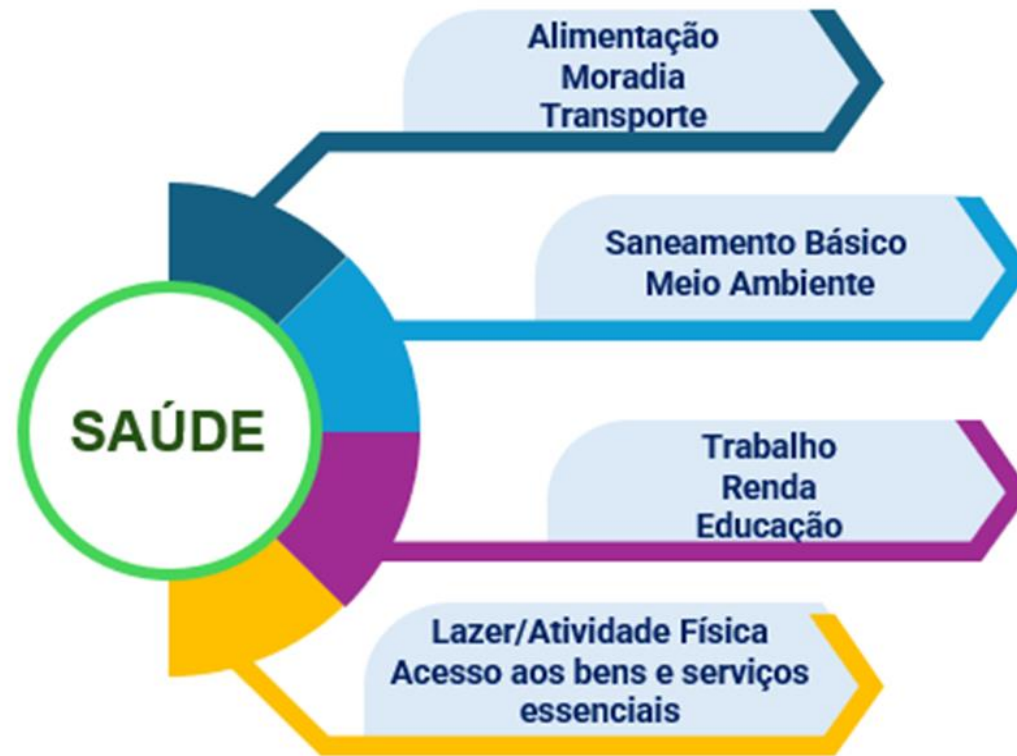 Alimentação
Moradia
Transporte
Saneamento Básico
Meio Ambiente
SAÚDE
Trabalho
Renda
Educação
Lazer/Atividade Física
Acesso aos bens e serviços
essenciais